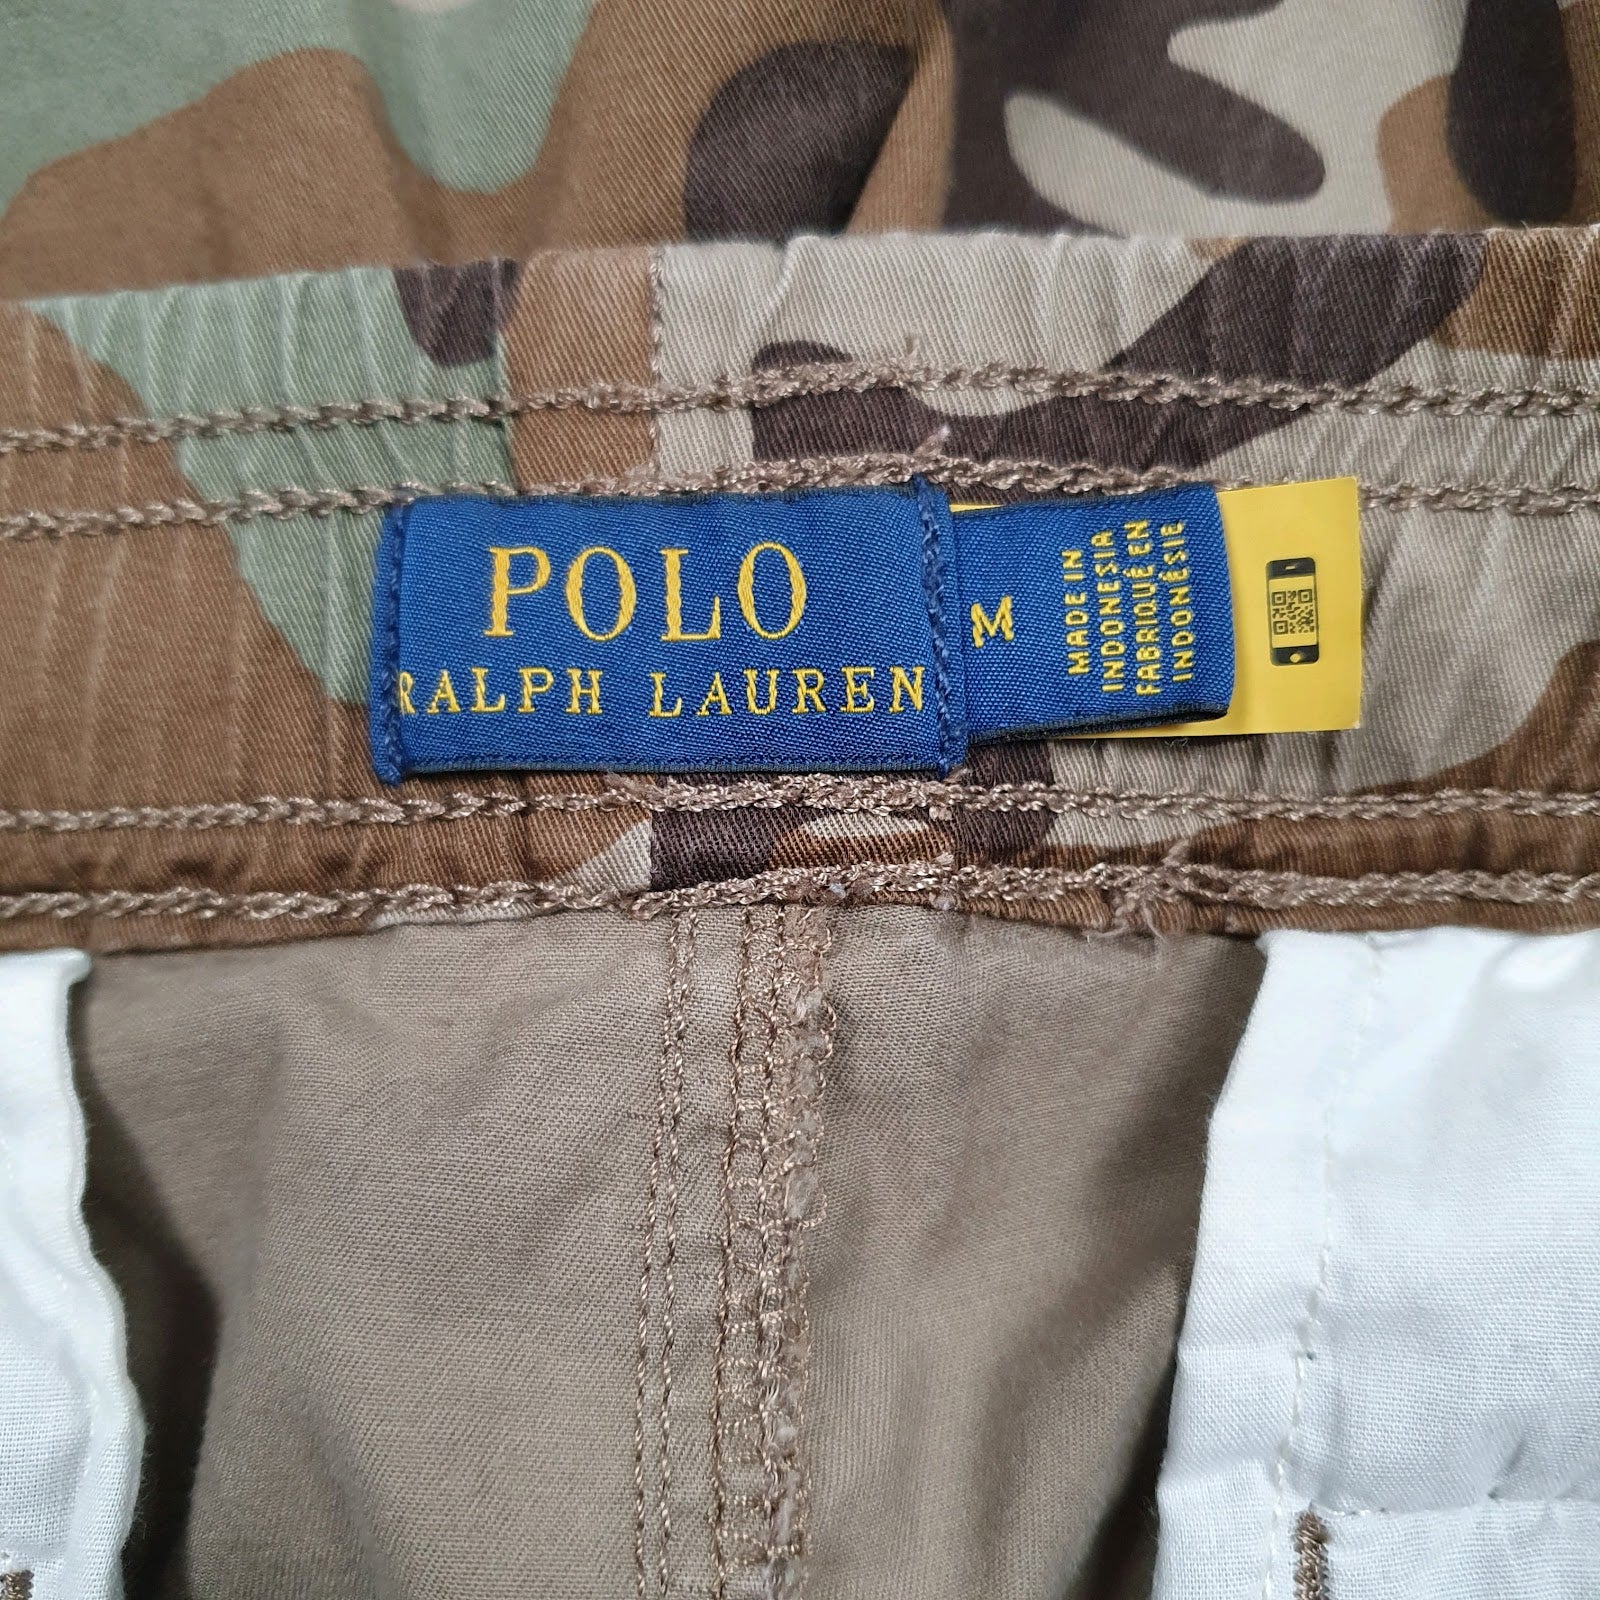 POLO
RALPH LAUREN
M
MADE IN
INDONESIA
FABRIQUÉ EN
INDONÉSIE